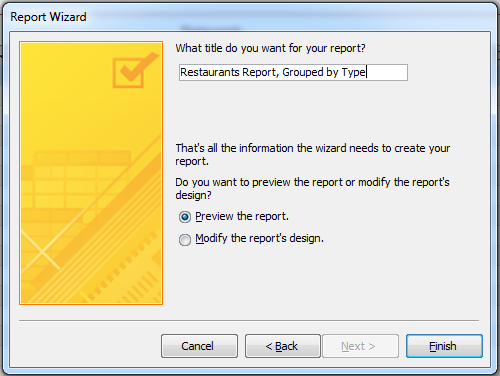 Report Wizard
What title do you want for your report?
Restaurants Report, Grouped by Type
That's all the information the wizard needs to create your
report.
Do you want to preview the report or modify the report's
design?
Preview the report.
Modify the report's design.
Cancel
< Back
Next >
Finish